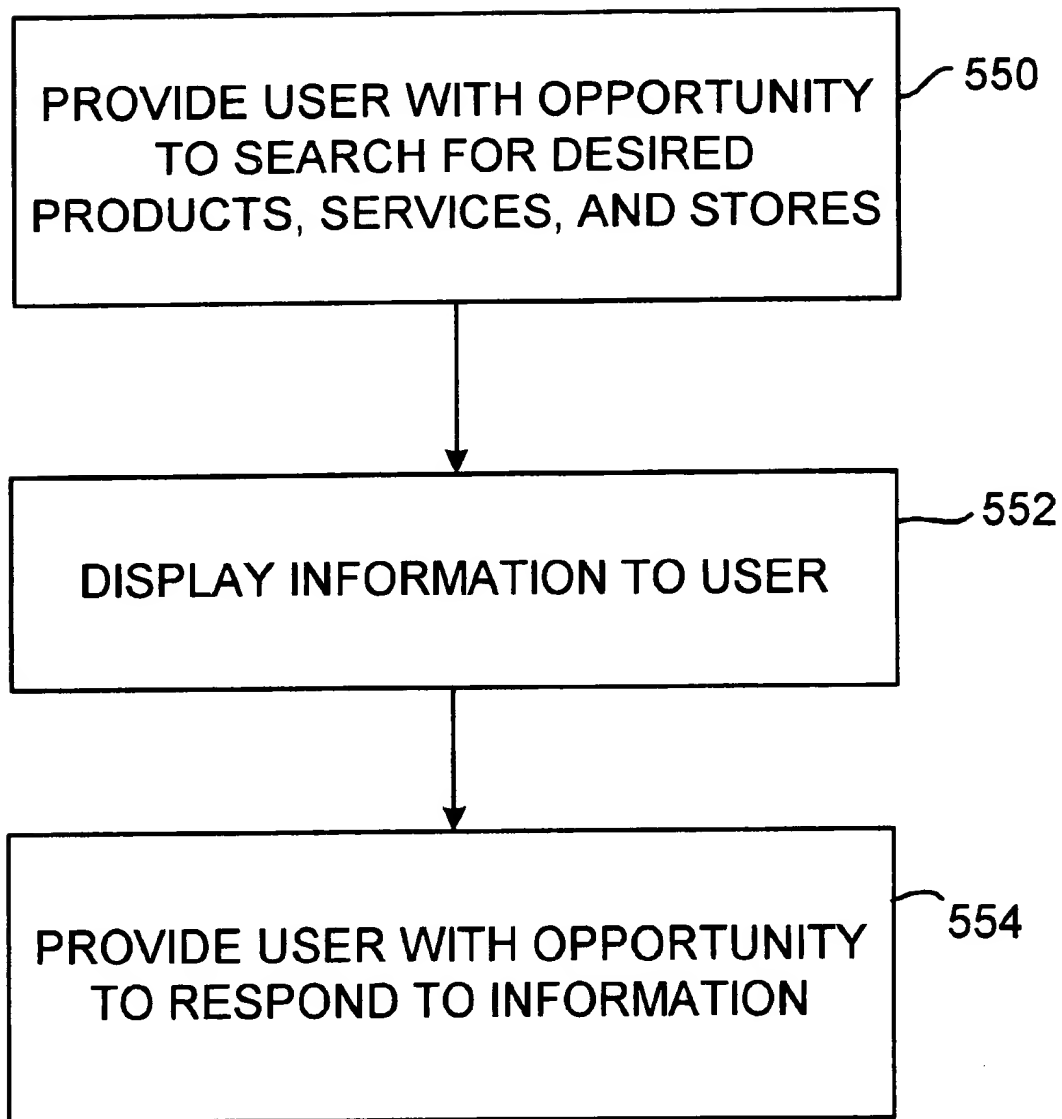 PROVIDE USER WITH OPPORTUNITY
TO SEARCH FOR DESIRED
PRODUCTS, SERVICES, AND STORES
550
DISPLAY INFORMATION TO USER
552
PROVIDE USER WITH OPPORTUNITY
TO RESPOND TO INFORMATION
554